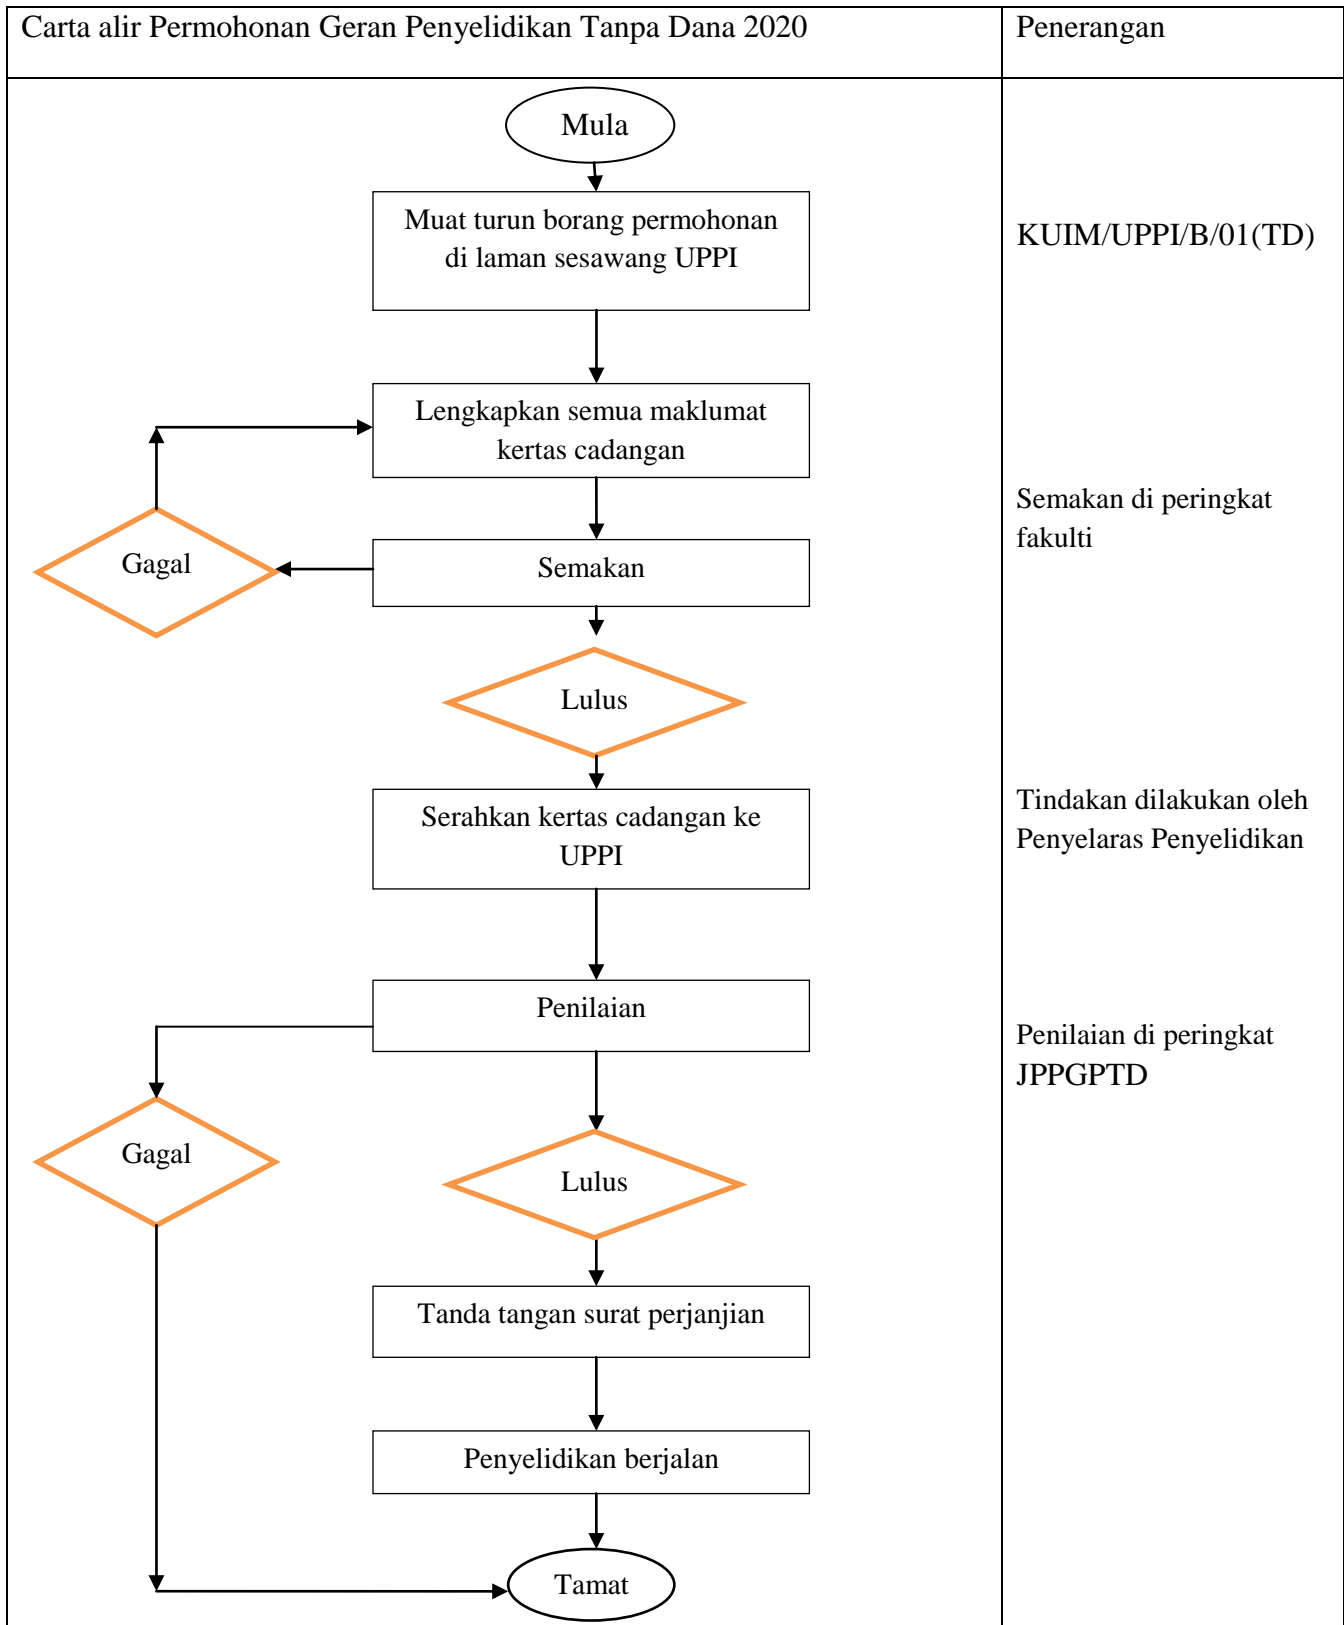 Carta alir Permohonan Geran Penyelidikan Tanpa Dana 2020
Penerangan
Mula
Muat turun borang permohonan
di laman sesawang UPPI
KUIM/UPPI/B/01(TD)
Lengkapkan semua maklumat
kertas cadangan
Semakan di peringkat
fakulti
Gagal
Semakan
Lulus
Serahkan kertas cadangan ke
UPPI
Tindakan dilakukan oleh
Penyelaras Penyelidikan
Penilaian
Penilaian di peringkat
JPPGPTD
Gagal
Lulus
Tanda tangan surat perjanjian
Penyelidikan berjalan
Tamat